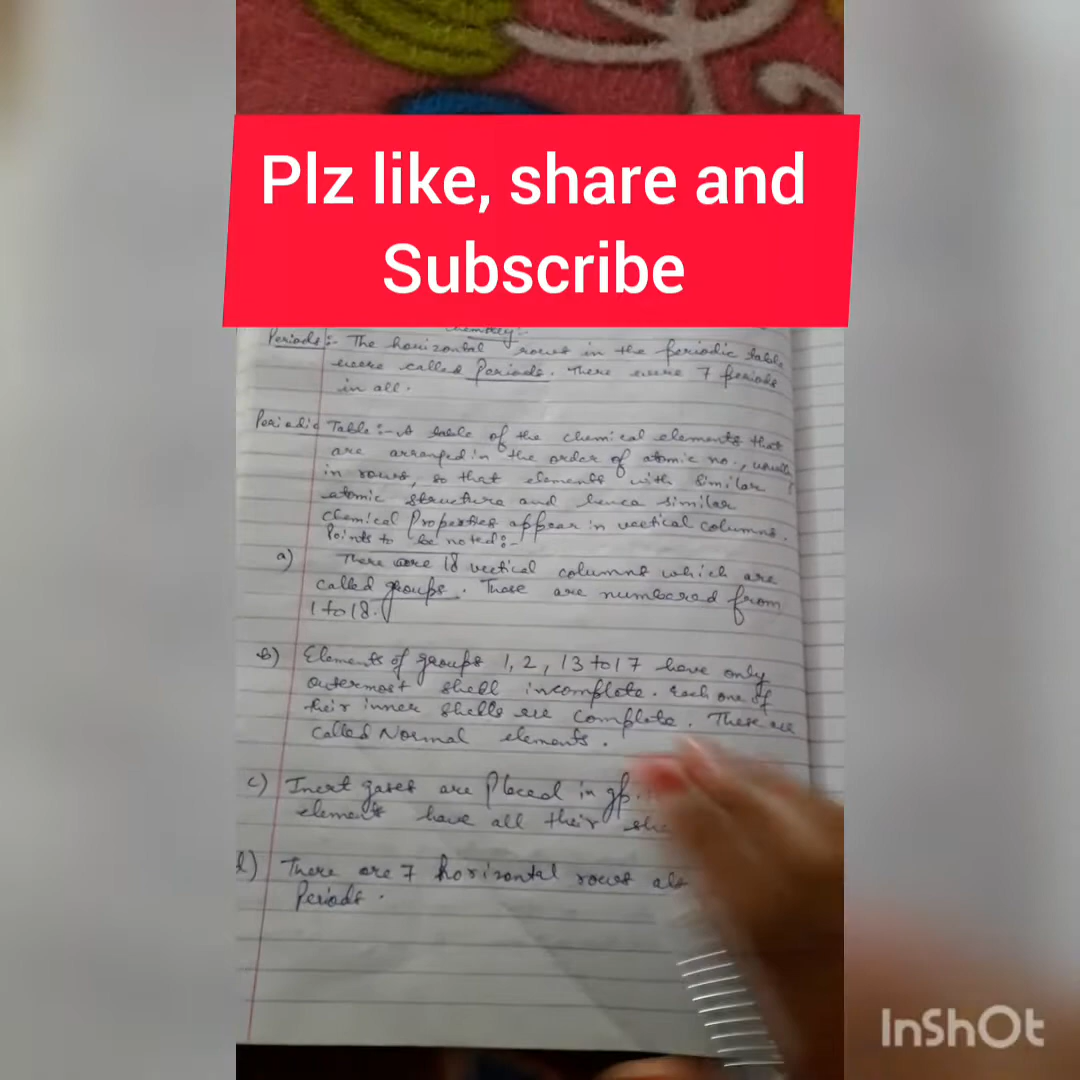 Plz like, share and
Subscribe
Chemistry:-
Periods:- The horizontal rows in the periodic table
were called Periods. There were 7 periods
in all.
Periodic Table:- A table of the chemical elements that
are arranged in the order of atomic no., usually
in rows, so that elements with similar
atomic structure and hence similar
chemical Properties appear in vertical columns.
Points to be noted:-
a) There are 18 vertical columns which are
called groups. These are numbered from
1 to 18.
b) Elements of groups 1, 2, 13 to 17 have only
outermost shell incomplete. Each one of
their inner shells are complete. These are
called Normal elements.
c) Inert gases are Placed in gp.
elements have all their
d) There are 7 horizontal rows
Periods.
InShOt